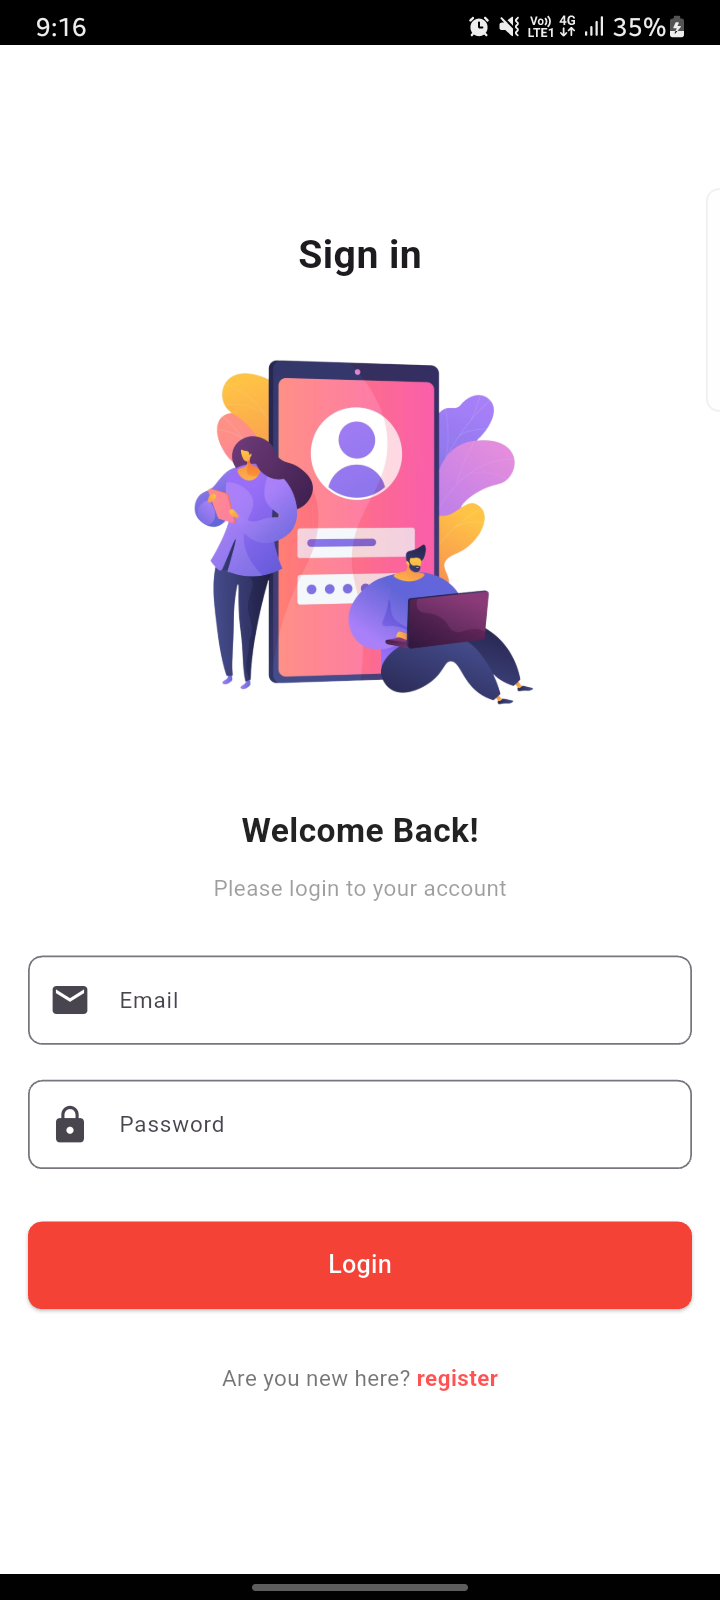 9:16
Vo)) 4G
LTE1
35%
Sign in
Welcome Back!
Please login to your account
Email
Password
Login
Are you new here? register